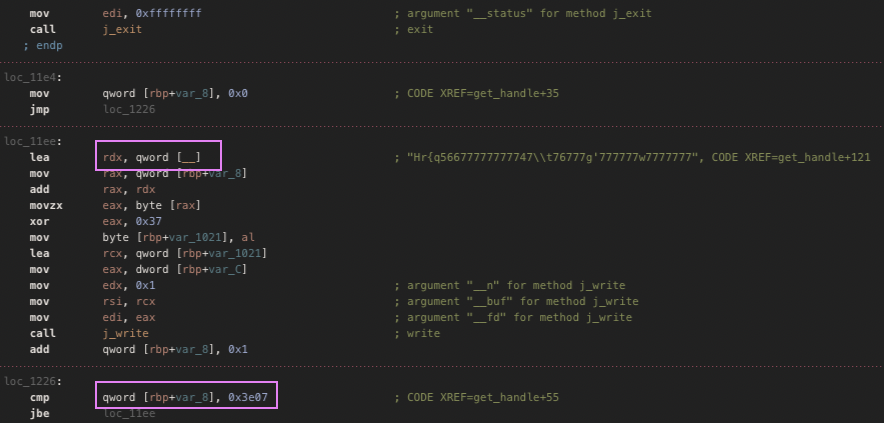 mov edi, 0xffffffff ; argument "__status" for method j_exit
call j_exit ; exit
; endp
loc_11e4:
mov qword [rbp+var_8], 0x0 ; CODE XREF=get_handle+35
jmp loc_1226
loc_11ee:
lea rdx, qword [__] ; "Hr{q56677777777747\\t76777g'777777w7777777", CODE XREF=get_handle+121
mov rax, qword [rbp+var_8]
add rax, rdx
movzx eax, byte [rax]
xor eax, 0x37
mov byte [rbp+var_1021], al
lea rcx, qword [rbp+var_1021]
mov eax, dword [rbp+var_C]
mov edx, 0x1 ; argument "__n" for method j_write
mov rsi, rcx ; argument "__buf" for method j_write
mov edi, eax ; argument "__fd" for method j_write
call j_write ; write
add qword [rbp+var_8], 0x1
loc_1226:
cmp qword [rbp+var_8], 0x3e07 ; CODE XREF=get_handle+55
jbe loc_11ee